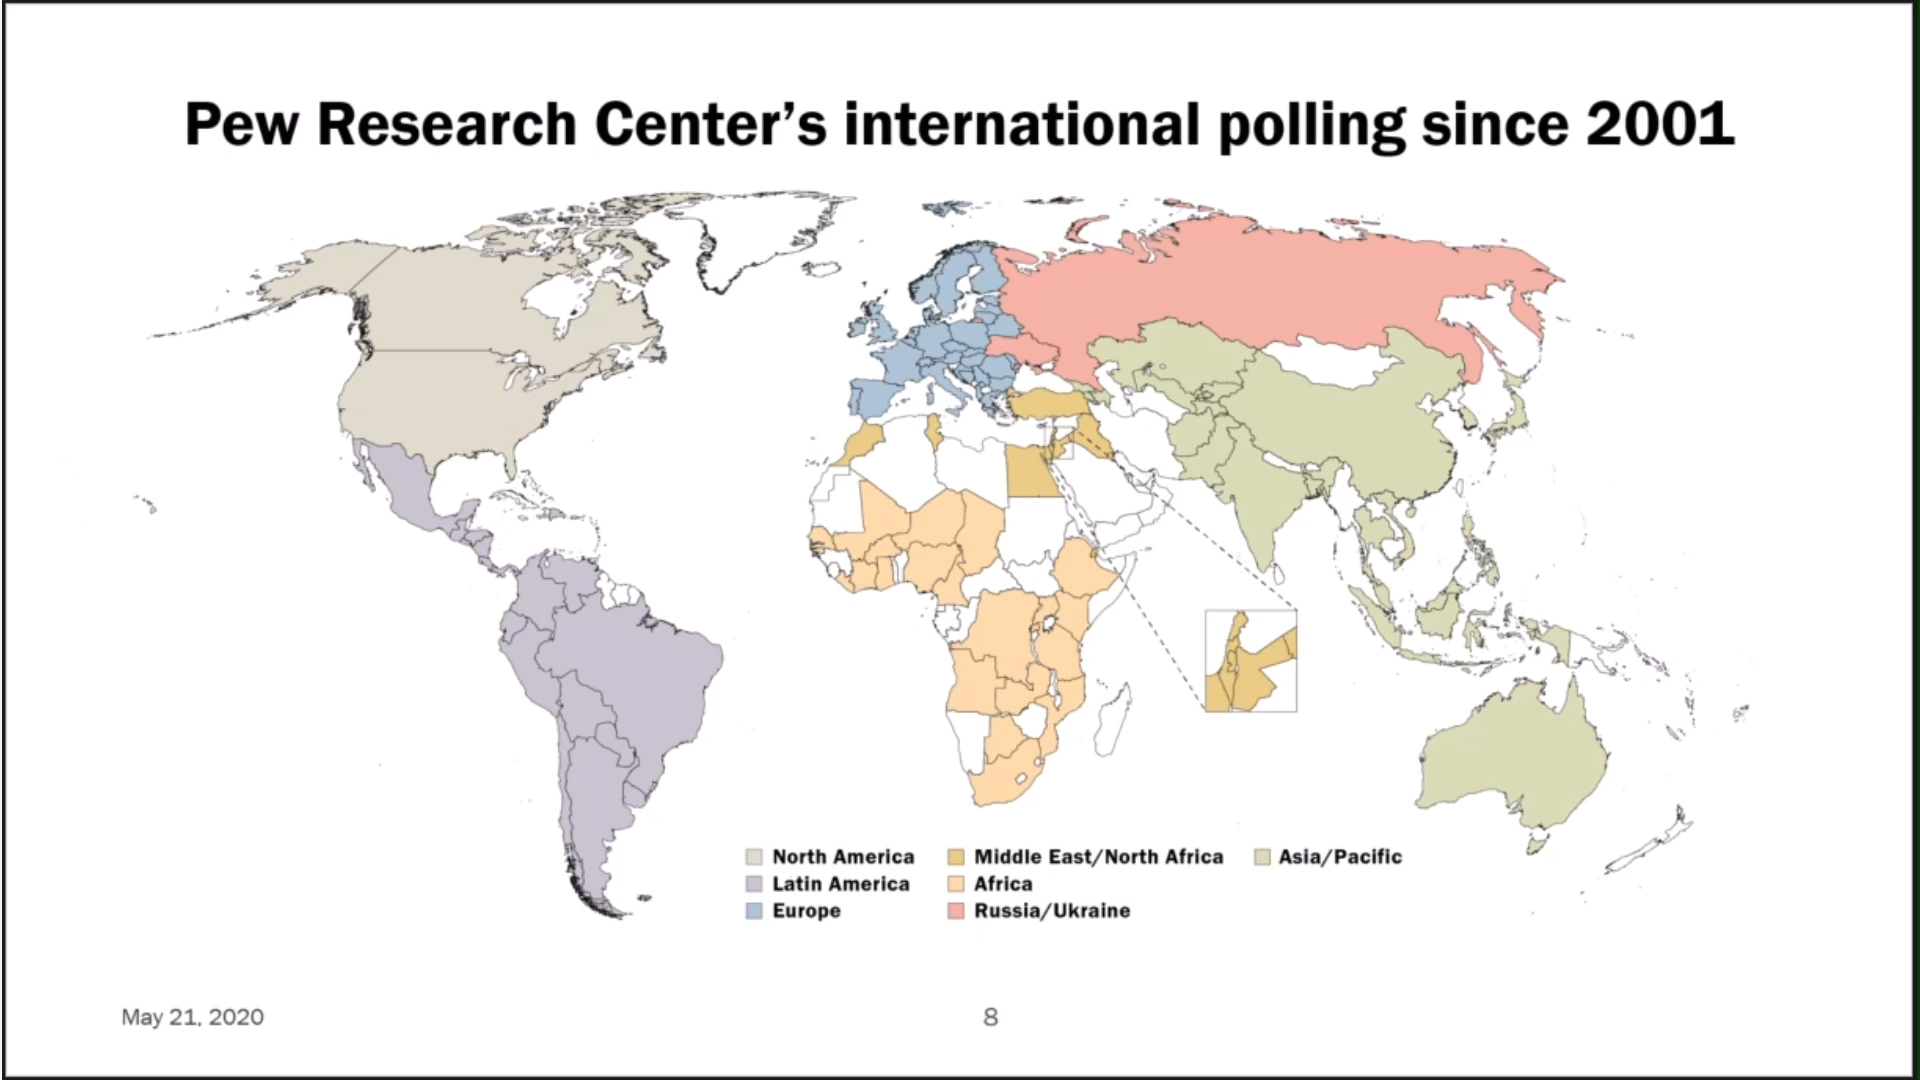 Pew Research Center’s international polling since 2001
North America
Latin America
Europe
Middle East/North Africa
Africa
Russia/Ukraine
Asia/Pacific
May 21, 2020
8